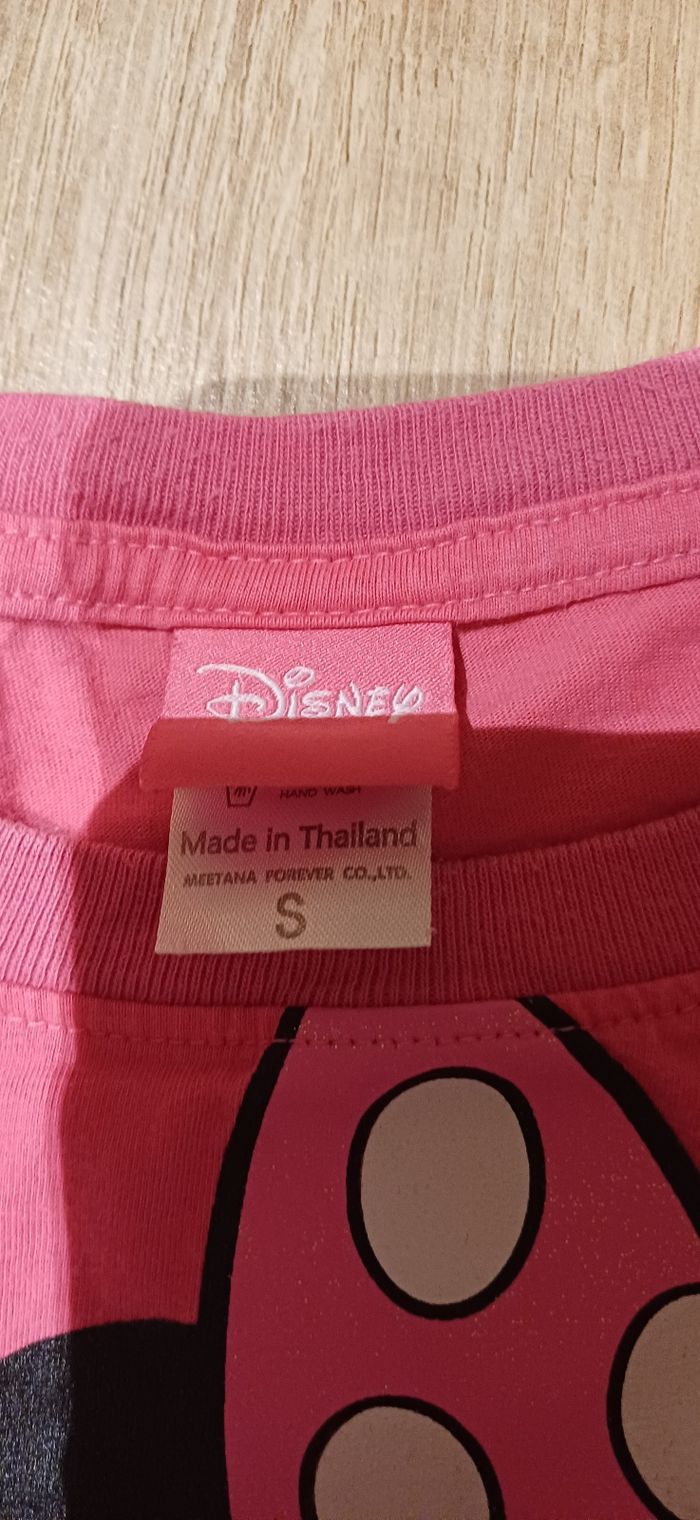 Disney
HAND WASH
Made in Thailand
MEETANA FOREVER CO.,LTD.
S